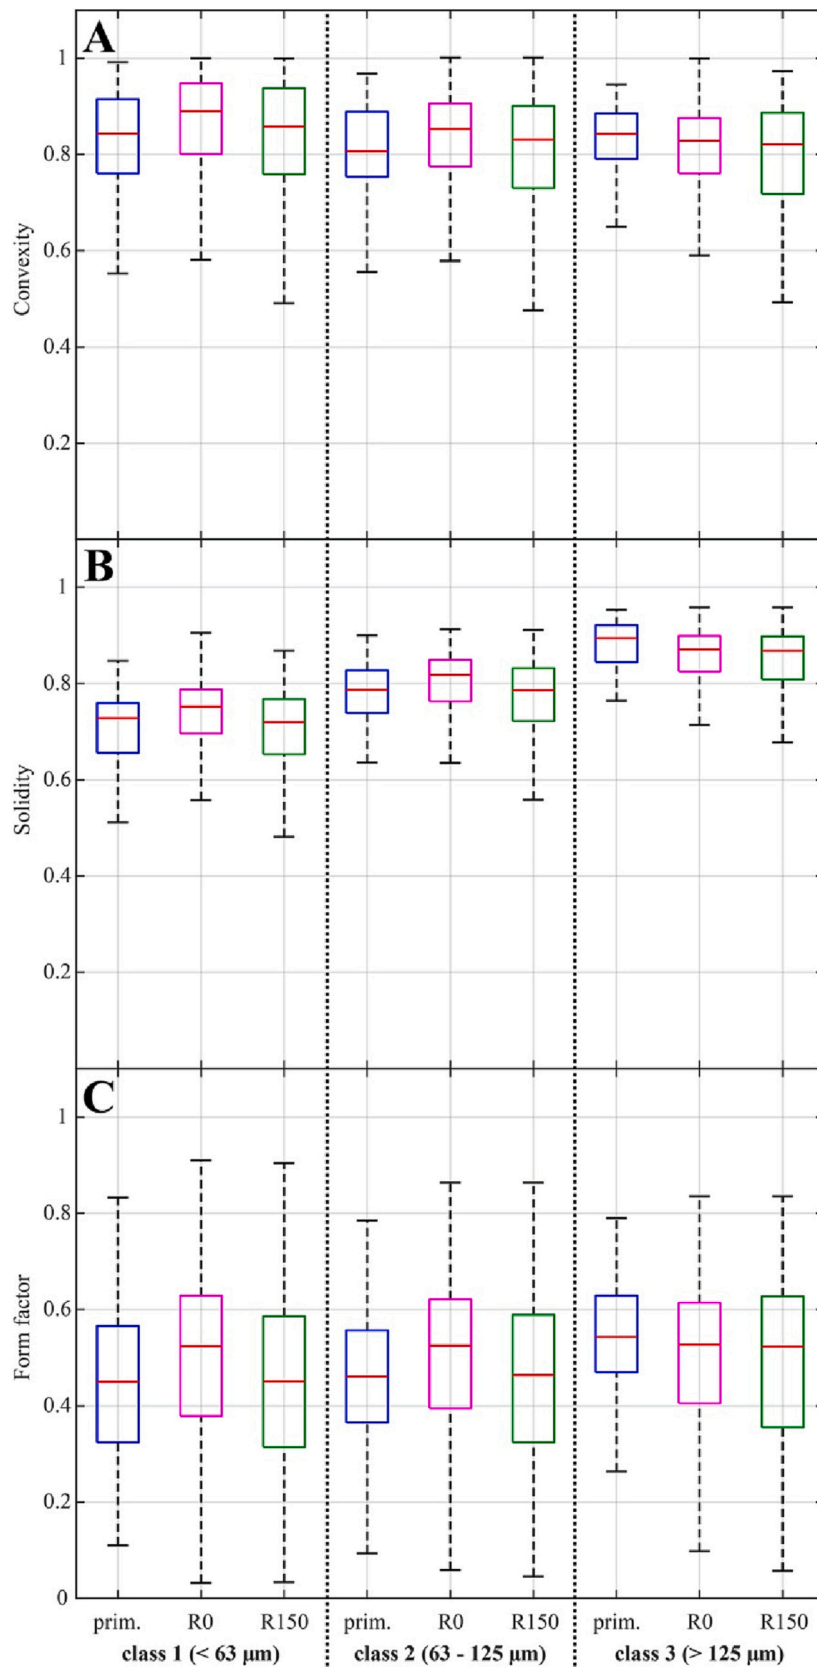 A
1
0.8
0.6
0.4
0.2
Convexity
B
1
0.8
0.6
0.4
0.2
Solidity
C
1
0.8
0.6
0.4
0.2
0
Form factor
prim. R0 R150 prim. R0 R150 prim. R0 R150
class 1 (< 63 μm) class 2 (63 - 125 μm) class 3 (> 125 μm)